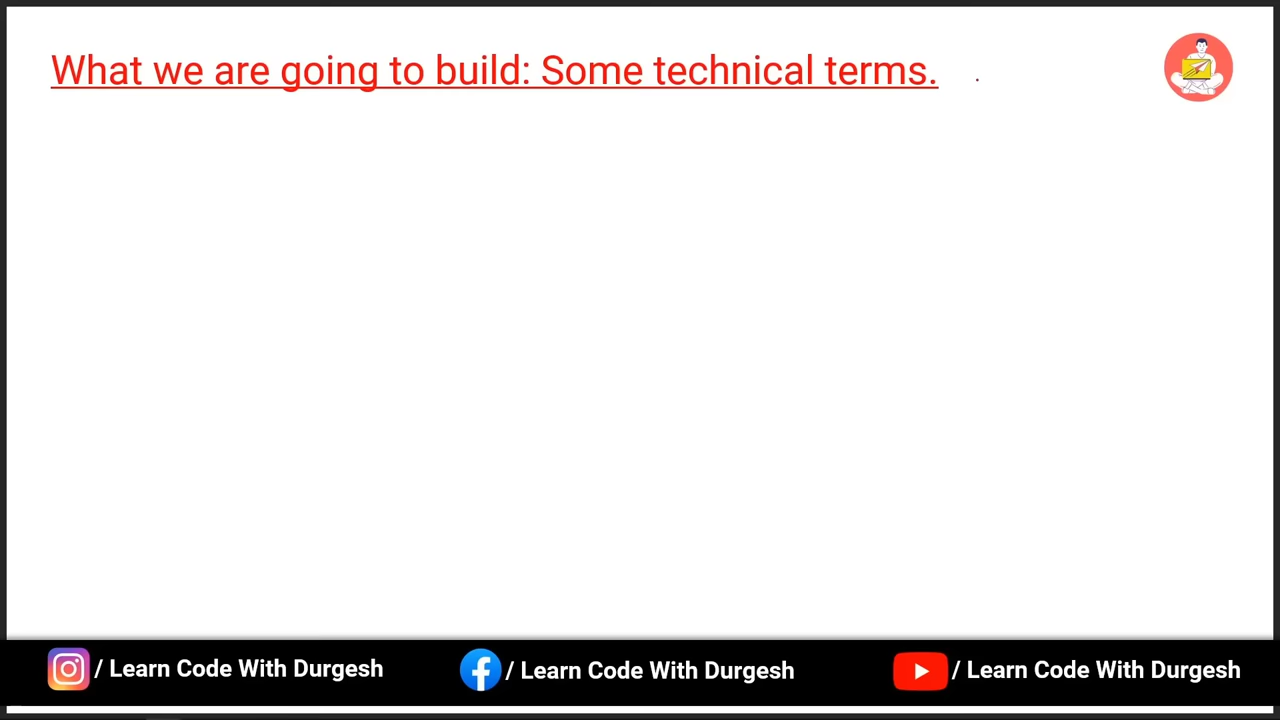 What we are going to build: Some technical terms.
/ Learn Code With Durgesh
/ Learn Code With Durgesh
/ Learn Code With Durgesh